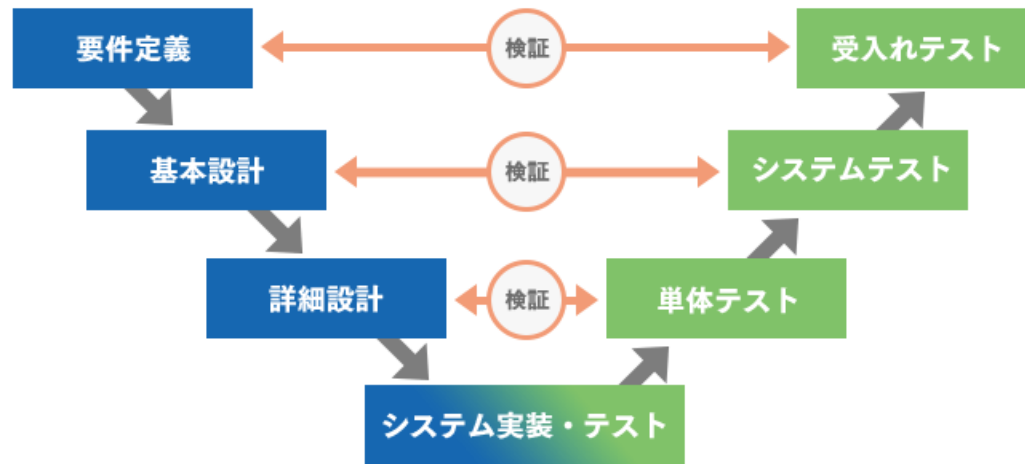 要件定義
検証
受入れテスト
基本設計
検証
システムテスト
詳細設計
検証
単体テスト
システム実装・テスト